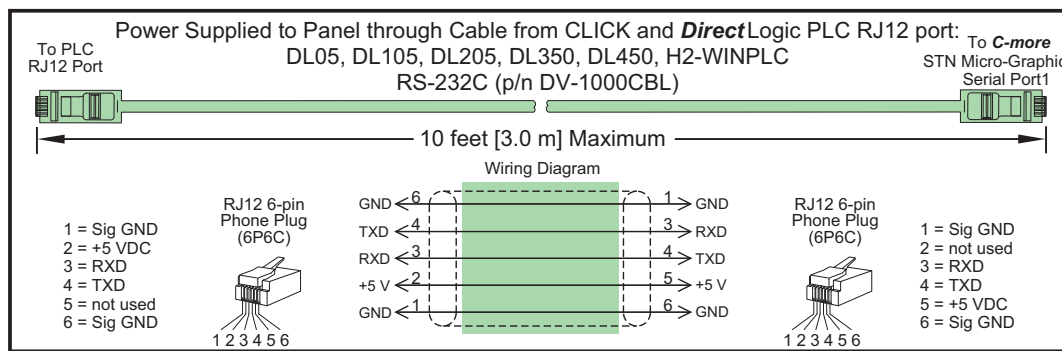 Power Supplied to Panel through Cable from CLICK and DirectLogic PLC RJ12 port:
DL05, DL105, DL205, DL350, DL450, H2-WINPLC
RS-232C (p/n DV-1000CBL)
To PLC
RJ12 Port
To C-more
STN Micro-Graphic
Serial Port1
10 feet [3.0 m] Maximum
Wiring Diagram
1 = Sig GND
2 = +5 VDC
3 = RXD
4 = TXD
5 = not used
6 = Sig GND
RJ12 6-pin
Phone Plug
(6P6C)
1 2 3 4 5 6
GND 6 1 GND
TXD 4 3 RXD
RXD 3 4 TXD
+5 V 2 5 +5 V
GND 1 6 GND
RJ12 6-pin
Phone Plug
(6P6C)
1 2 3 4 5 6
1 = Sig GND
2 = not used
3 = RXD
4 = TXD
5 = +5 VDC
6 = Sig GND